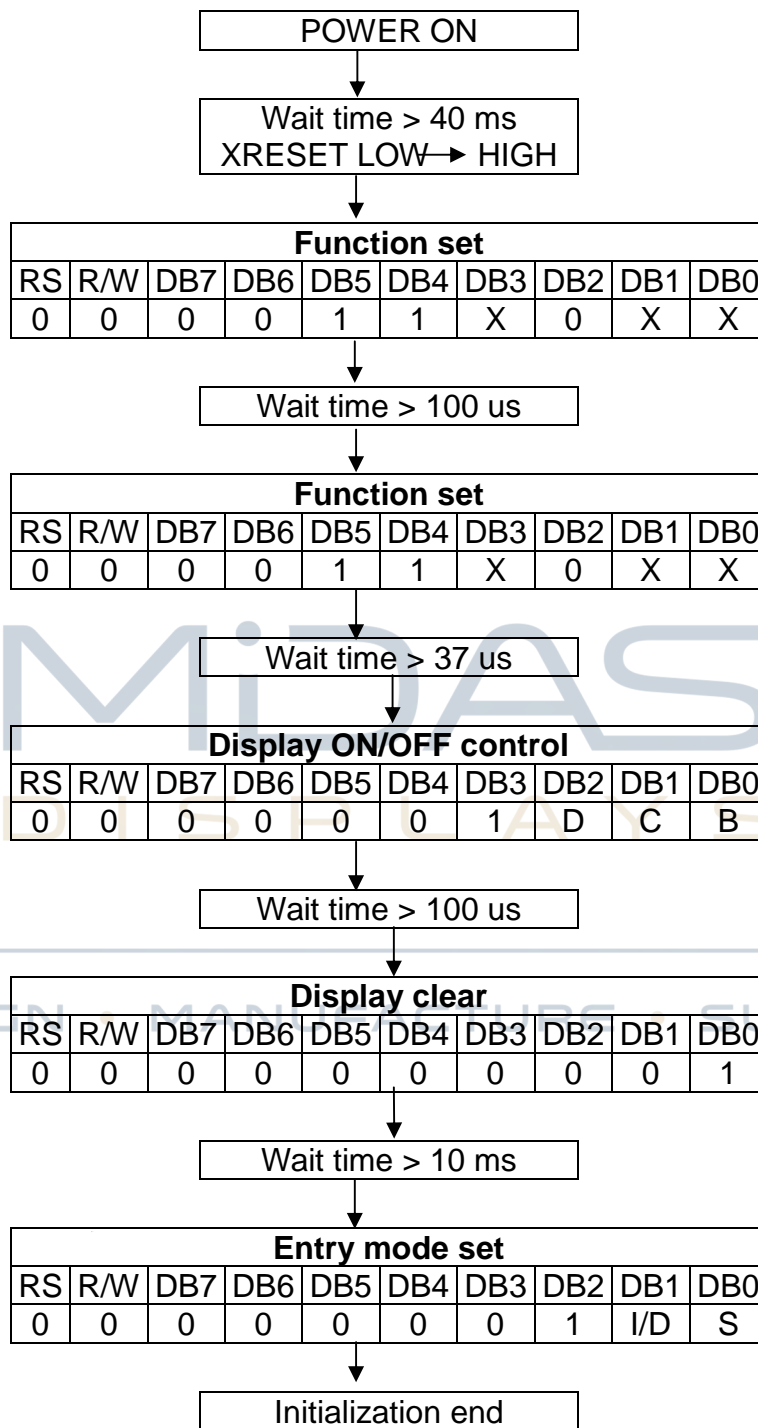 POWER ON
Wait time > 40 ms
XRESET LOW → HIGH
Function set
RS R/W DB7 DB6 DB5 DB4 DB3 DB2 DB1 DB0
0 0 0 0 1 1 X 0 X X
Wait time > 100 us
Function set
RS R/W DB7 DB6 DB5 DB4 DB3 DB2 DB1 DB0
0 0 0 0 1 1 X 0 X X
Wait time > 37 us
MiDAS
Display ON/OFF control
RS R/W DB7 DB6 DB5 DB4 DB3 DB2 DB1 DB0
0 0 0 0 0 0 1 D C B
DISPLAYS
Wait time > 100 us
Display clear
GN • MANUFACTURE • SU
RS R/W DB7 DB6 DB5 DB4 DB3 DB2 DB1 DB0
0 0 0 0 0 0 0 0 0 1
Wait time > 10 ms
Entry mode set
RS R/W DB7 DB6 DB5 DB4 DB3 DB2 DB1 DB0
0 0 0 0 0 0 0 1 I/D S
Initialization end